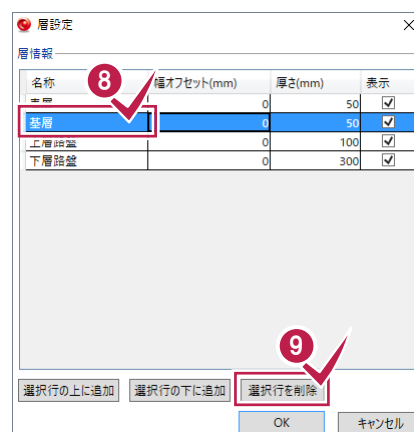 層設定
層情報
名称 幅オフセット(mm) 厚さ(mm) 表示
表層 0 50
基層 0 50
上層路盤 0 100
下層路盤 0 300
8
9
選択行の上に追加 選択行の下に追加 選択行を削除
OK キャンセル